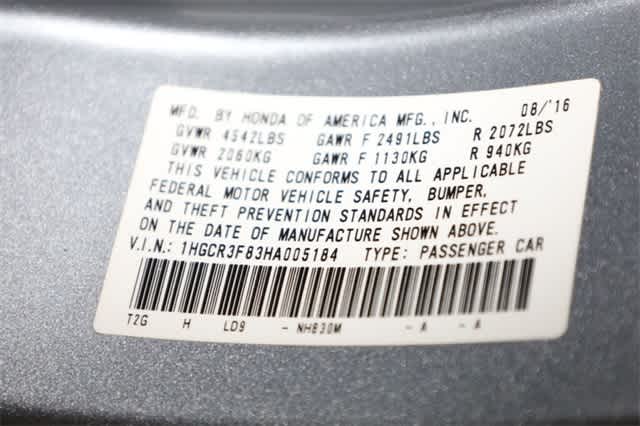 MFD. BY HONDA OF AMERICA MFG., INC. 08/'16
GVWR 4542LBS GAWR F 2491LBS R 2072LBS
GVWR 2060KG GAWR F 1130KG R 940KG
THIS VEHICLE CONFORMS TO ALL APPLICABLE
FEDERAL MOTOR VEHICLE SAFETY, BUMPER,
AND THEFT PREVENTION STANDARDS IN EFFECT
ON THE DATE OF MANUFACTURE SHOWN ABOVE.
V.I.N.: 1HGCR3F83HA005184 TYPE: PASSENGER CAR
T2G H LD9 - NH830M - A - A